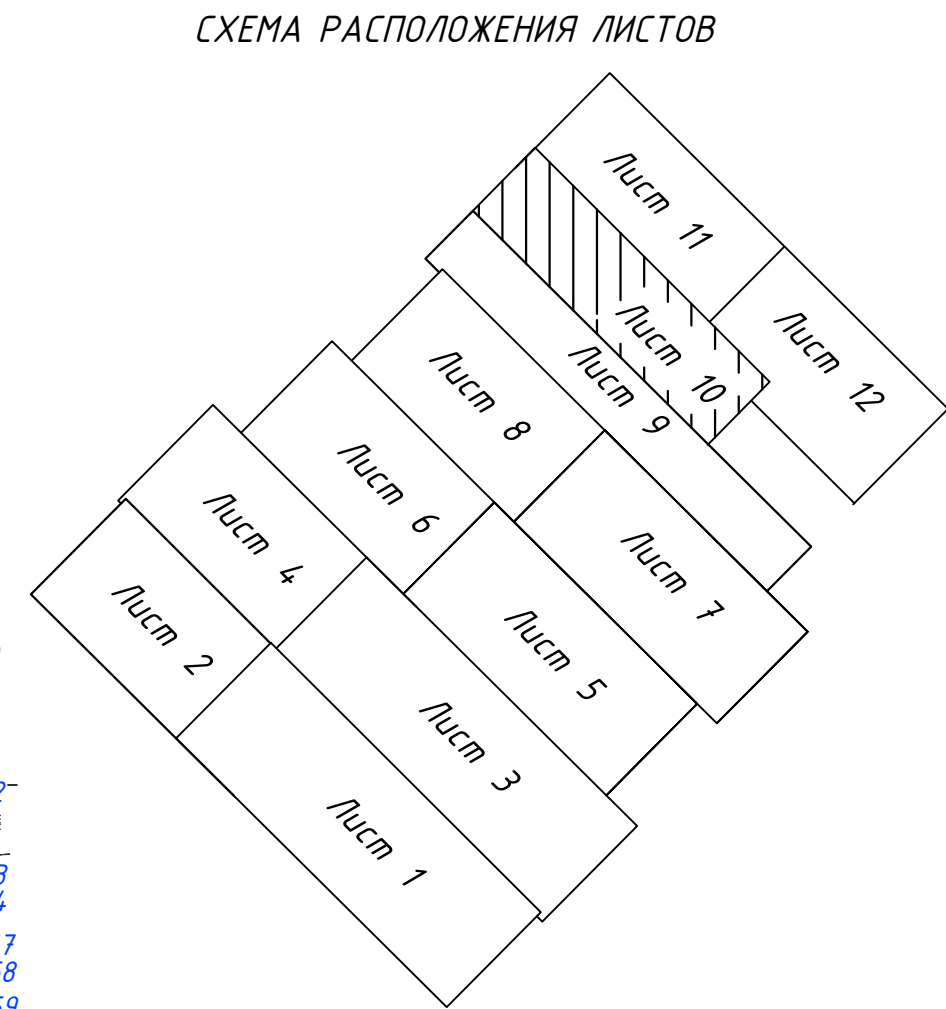 СХЕМА РАСПОЛОЖЕНИЯ ЛИСТОВ
Лист 11
Лист 10
Лист 12
Лист 9
Лист 8
Лист 6
Лист 4
Лист 7
Лист 2
Лист 5
Лист 3
Лист 1